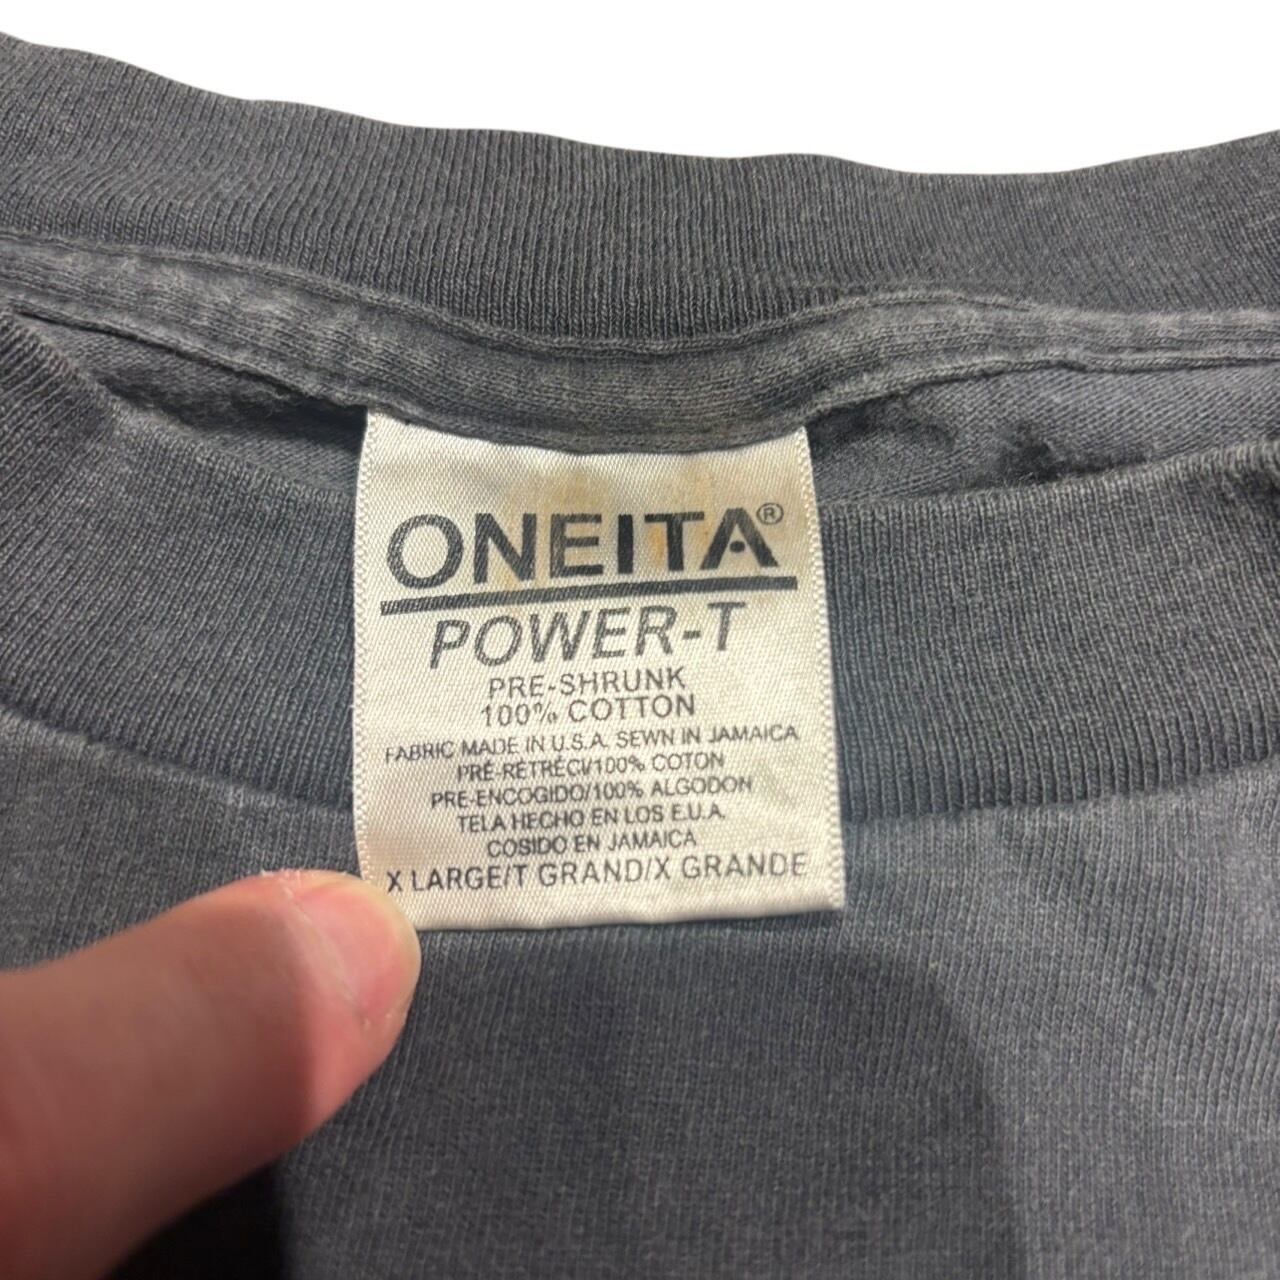 ONEITA®
POWER-T
PRE-SHRUNK
100% COTTON
FABRIC MADE IN U.S.A. SEWN IN JAMAICA
PRÉ-RÉTRÉCI/100% COTON
PRE-ENCOGIDO/100% ALGODON
TELA HECHO EN LOS E.U.A.
COSIDO EN JAMAICA
X LARGE/T GRAND/X GRANDE